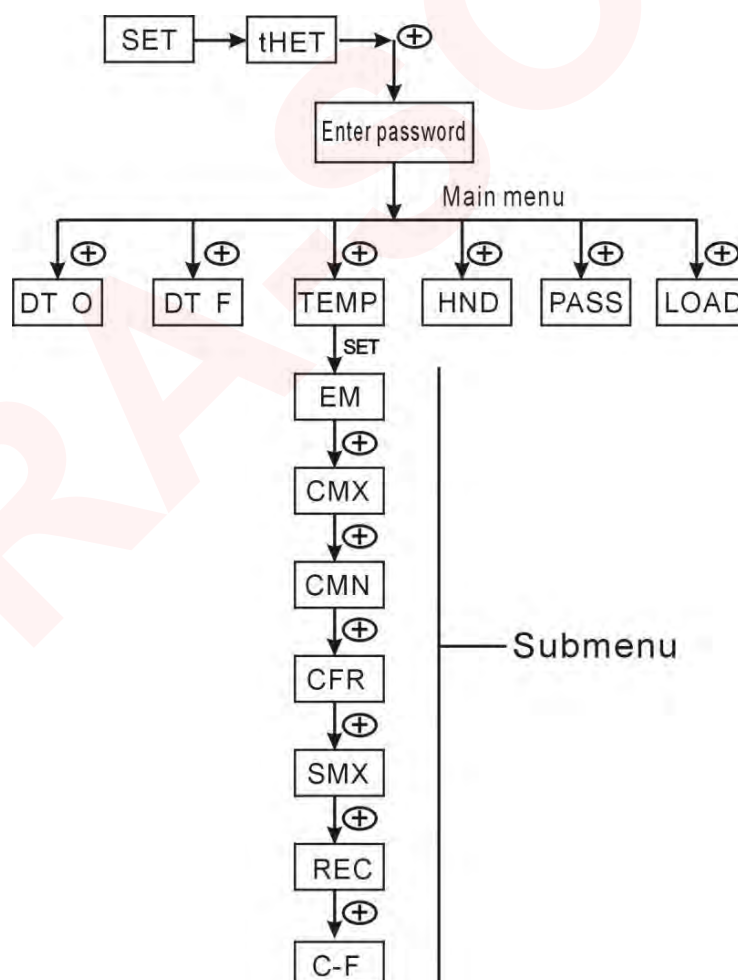 SET tHET
Enter password
Main menu
DT O DT F TEMP HND PASS LOAD
SET
EM
CMX
CMN
CFR
Submenu
SMX
REC
C-F